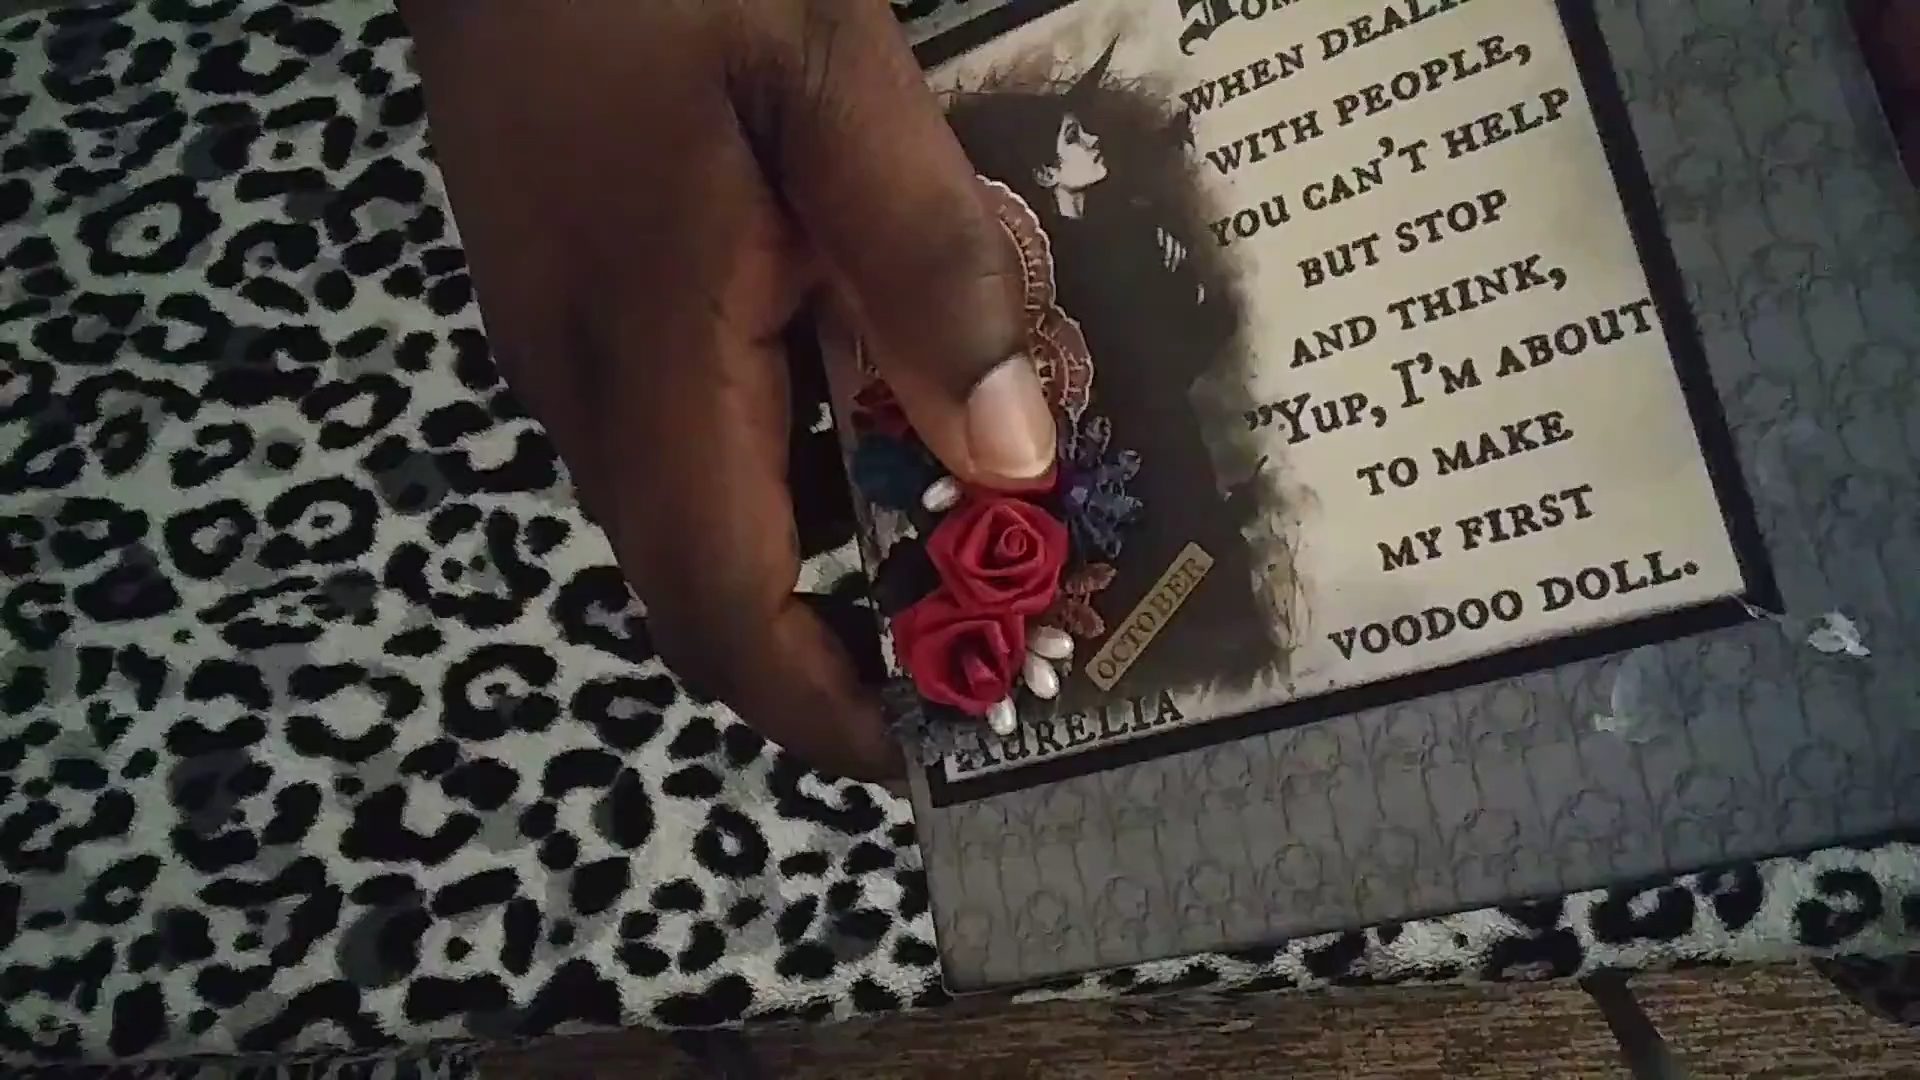 WHEN
WITH PEOPLE,
YOU CAN'T HELP
BUT STOP
AND THINK,
"YUP, I'M ABOUT
TO MAKE
MY FIRST
VOODOO DOLL.
OCTOBER
AURELIA